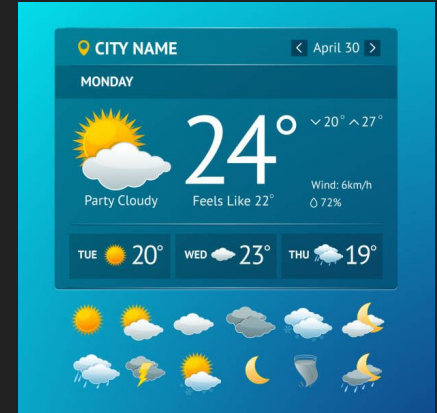 CITY NAME
< April 30 >
MONDAY
24°
20° 27°
Party Cloudy
Feels Like 22°
Wind: 6km/h
72%
TUE 20°
WED 23°
THU 19°